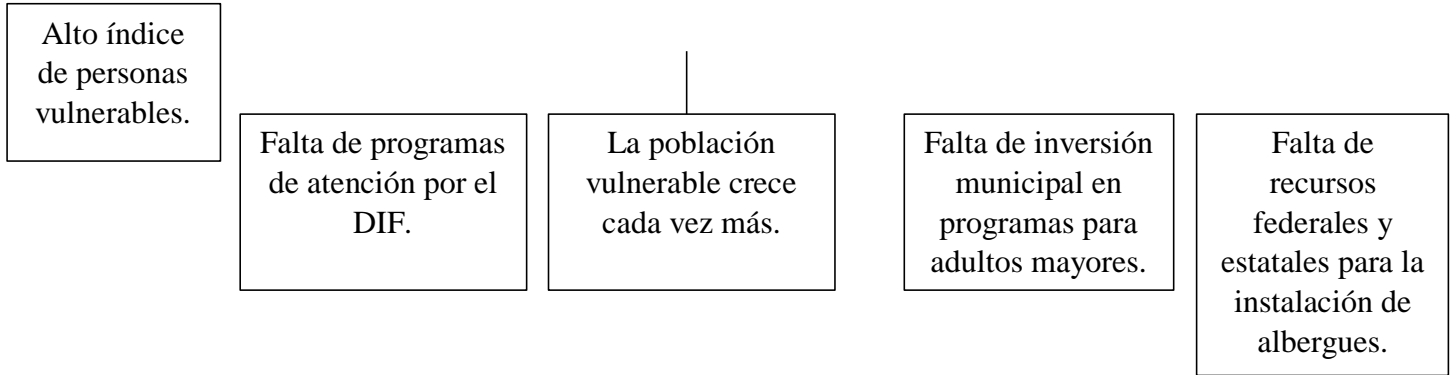 Alto índice
de personas
vulnerables.
Falta de programas
de atención por el
DIF.
La población
vulnerable crece
cada vez más.
Falta de inversión
municipal en
programas para
adultos mayores.
Falta de
recursos
federales y
estatales para la
instalación de
albergues.